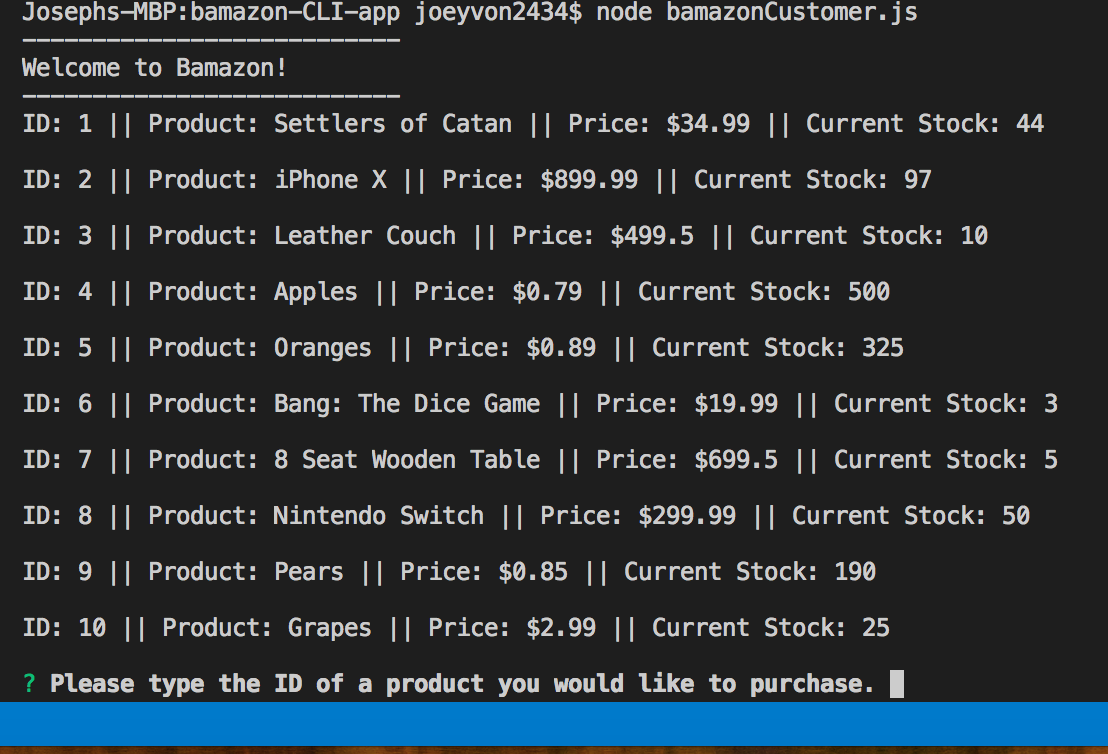 Josephs-MBP:bamazon-CLI-app joeyvon2434$ node bamazonCustomer.js
---------------------------
Welcome to Bamazon!
---------------------------
ID: 1 || Product: Settlers of Catan || Price: $34.99 || Current Stock: 44
ID: 2 || Product: iPhone X || Price: $899.99 || Current Stock: 97
ID: 3 || Product: Leather Couch || Price: $499.5 || Current Stock: 10
ID: 4 || Product: Apples || Price: $0.79 || Current Stock: 500
ID: 5 || Product: Oranges || Price: $0.89 || Current Stock: 325
ID: 6 || Product: Bang: The Dice Game || Price: $19.99 || Current Stock: 3
ID: 7 || Product: 8 Seat Wooden Table || Price: $699.5 || Current Stock: 5
ID: 8 || Product: Nintendo Switch || Price: $299.99 || Current Stock: 50
ID: 9 || Product: Pears || Price: $0.85 || Current Stock: 190
ID: 10 || Product: Grapes || Price: $2.99 || Current Stock: 25
? Please type the ID of a product you would like to purchase.